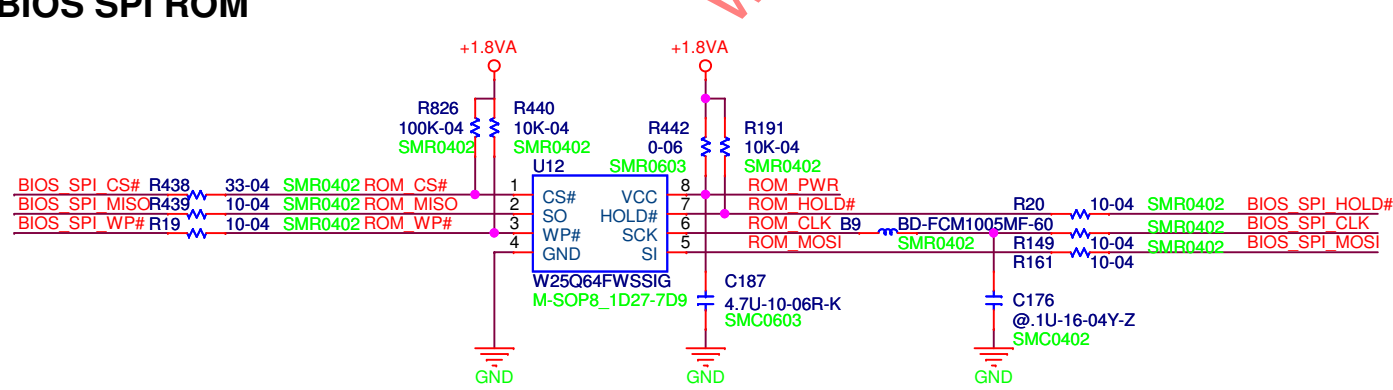 BIOS SPI ROM
+1.8VA
+1.8VA
R826
100K-04
SMR0402
R440
10K-04
SMR0402
R442
0-06
SMR0603
R191
10K-04
SMR0402
U12
BIOS_SPI_CS# R438 33-04 SMR0402 ROM_CS# 1 CS# VCC 8 ROM_PWR
BIOS_SPI_MISO R439 10-04 SMR0402 ROM_MISO 2 SO HOLD# 7 ROM_HOLD# R20 10-04 SMR0402 BIOS_SPI_HOLD#
BIOS_SPI_WP# R19 10-04 SMR0402 ROM_WP# 3 WP# SCK 6 ROM_CLK B9 BD-FCM1005MF-60 SMR0402 BIOS_SPI_CLK
4 GND SI 5 ROM_MOSI SMR0402 R149 10-04 SMR0402 BIOS_SPI_MOSI
R161 10-04
W25Q64FWSSIG
M-SOP8_1D27-7D9
C187
4.7U-10-06R-K
SMC0603
C176
@.1U-16-04Y-Z
SMC0402
GND
GND
GND